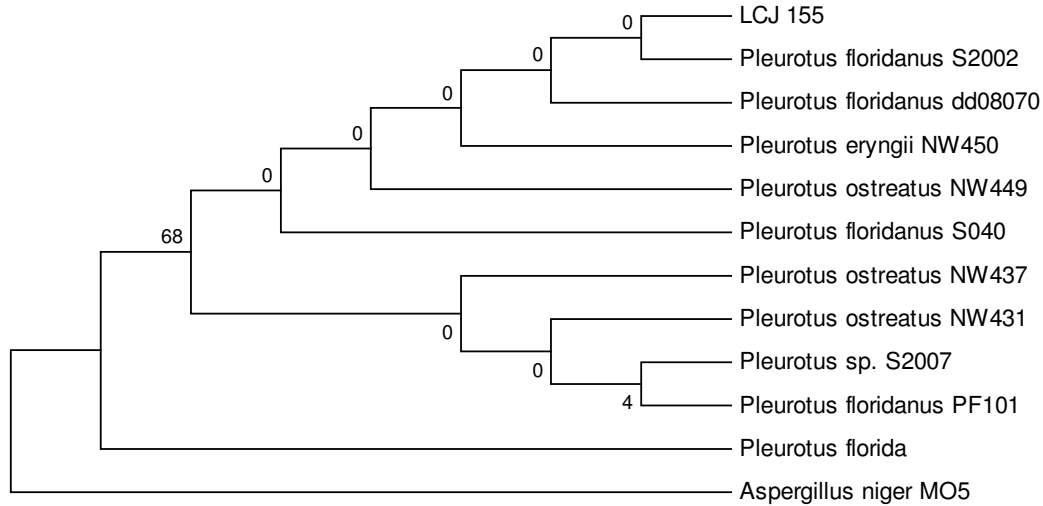 LCJ 155
0
Pleurotus floridanus S2002
0
Pleurotus floridanus dd08070
0
Pleurotus eryngii NW450
0
Pleurotus ostreatus NW449
0
Pleurotus floridanus S040
68
Pleurotus ostreatus NW437
0
Pleurotus ostreatus NW431
0
Pleurotus sp. S2007
4
Pleurotus floridanus PF101
Pleurotus florida
Aspergillus niger MO5